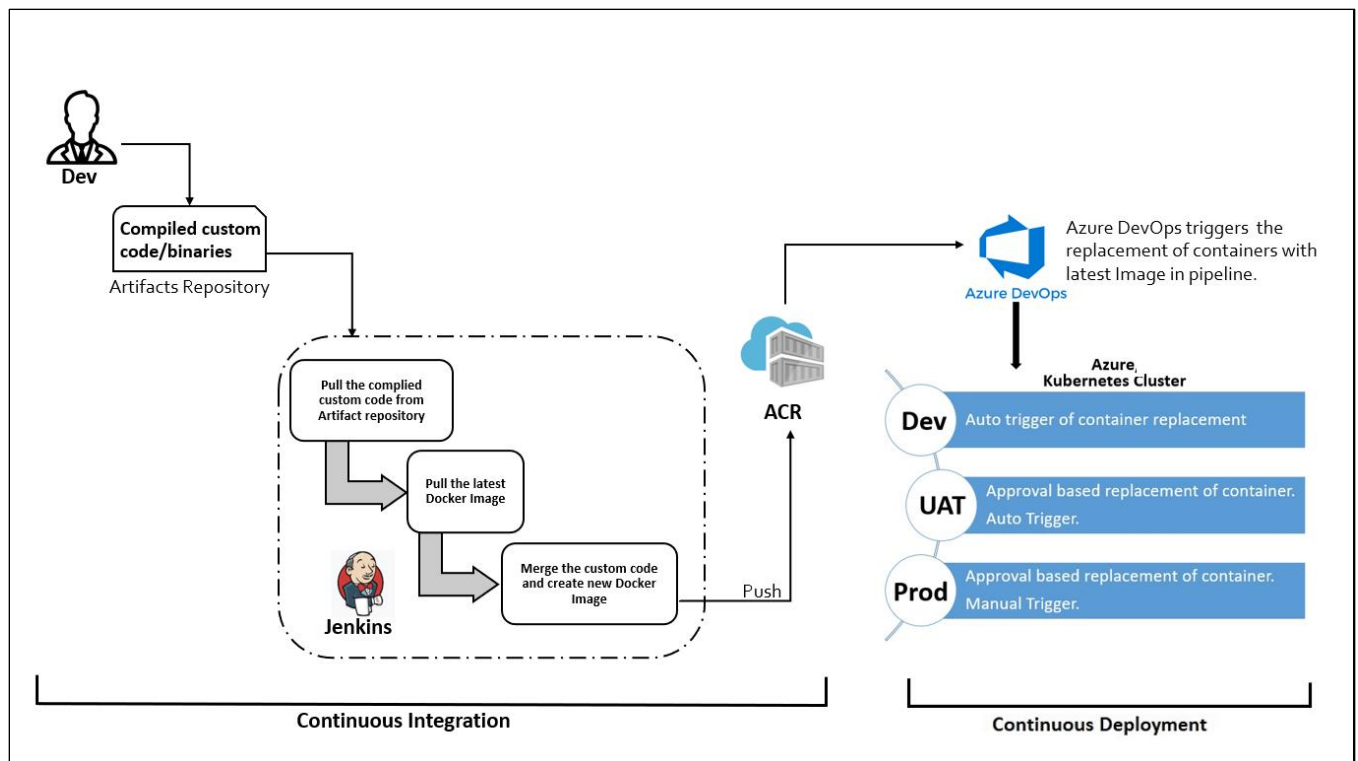 Dev
Compiled custom
code/binaries
Artifacts Repository
Pull the complied
custom code from
Artifact repository
Pull the latest
Docker Image
Merge the custom code
and create new Docker
Image
Jenkins
Push
ACR
Azure DevOps
Azure DevOps triggers the
replacement of containers with
latest Image in pipeline.
Azure,
Kubernetes Cluster
Dev
Auto trigger of container replacement
UAT
Approval based replacement of container.
Auto Trigger.
Prod
Approval based replacement of container.
Manual Trigger.
Continuous Integration
Continuous Deployment